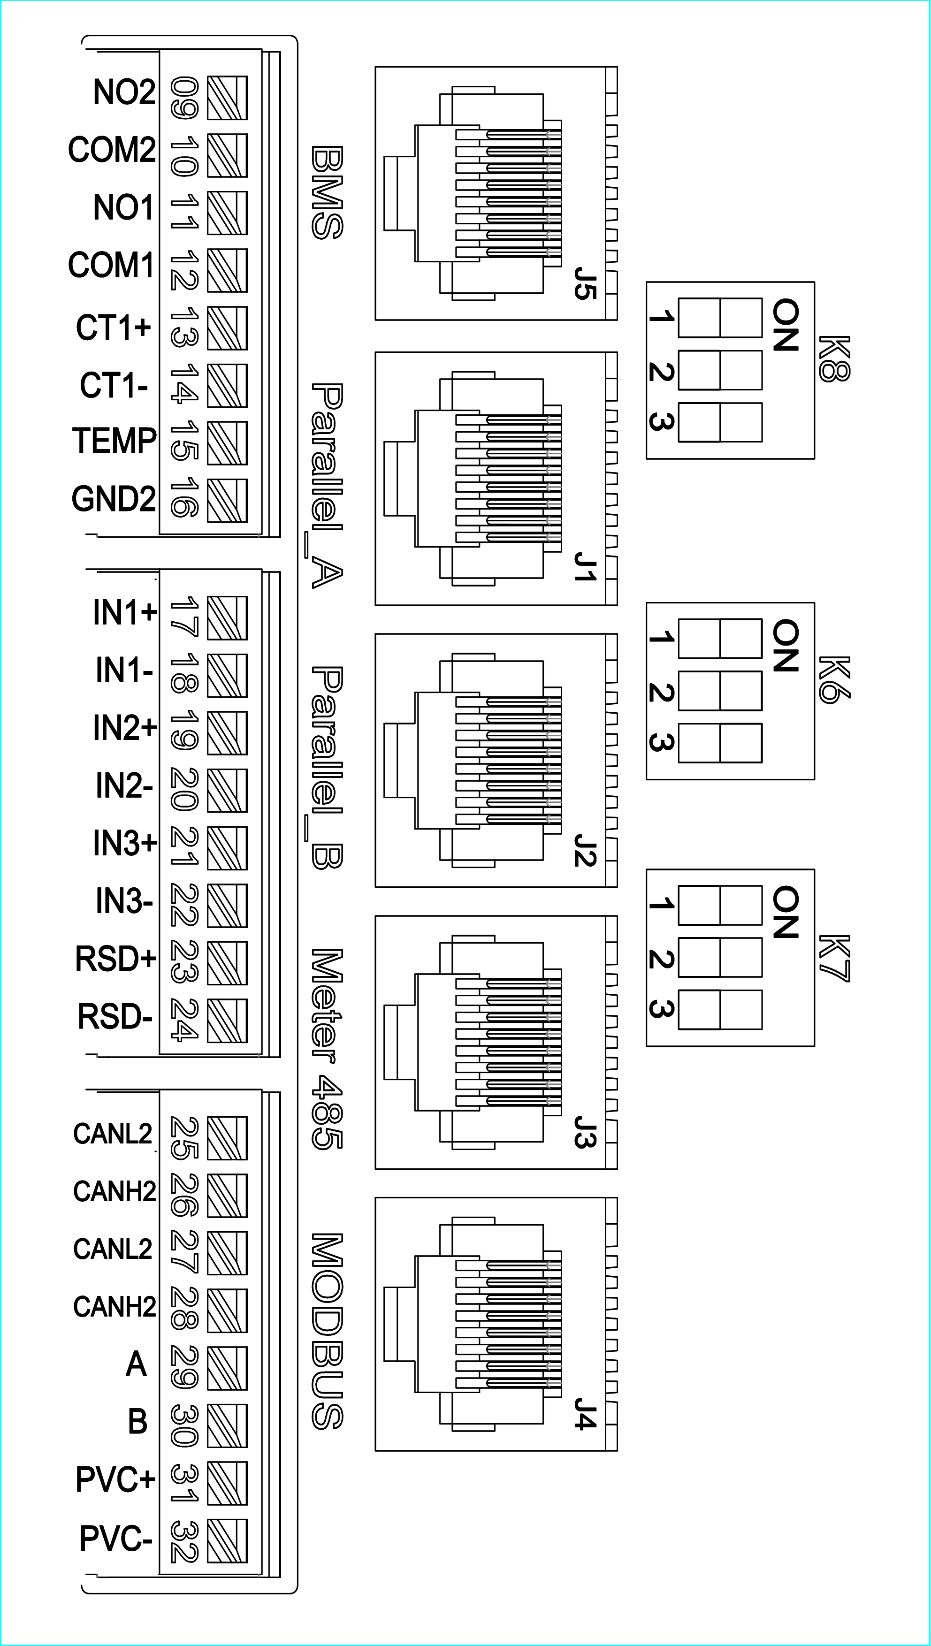 NO2 09
COM2 10
NO1 11
COM1 12
CT1+ 13
CT1- 14
TEMP 15
GND2 16
IN1+ 17
IN1- 18
IN2+ 19
IN2- 20
IN3+ 21
IN3- 22
RSD+ 23
RSD- 24
CANL2 25
CANH2 26
CANL2 27
CANH2 28
A 29
B 30
PVC+ 31
PVC- 32
BMS
Parallel_A
Parallel_B
Meter 485
MODBUS
J5
J1
J2
J3
J4
K8
ON
1 2 3
K6
ON
1 2 3
K7
ON
1 2 3